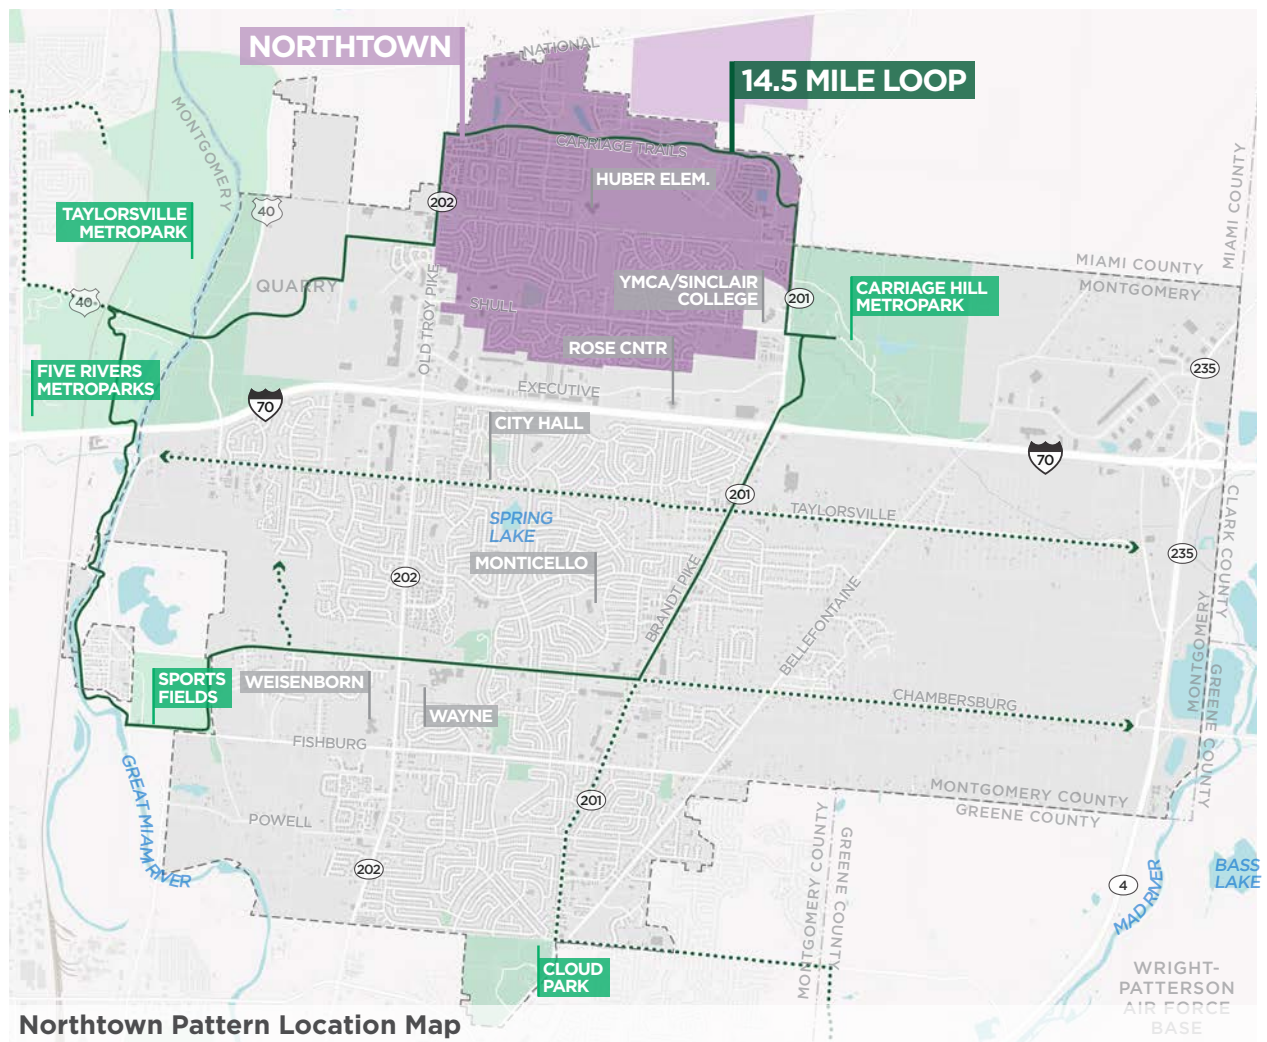 NORTHTOWN
NATIONAL
14.5 MILE LOOP
MONTGOMERY
CARRIAGE TRAILS
HUBER ELEM.
MIAMI COUNTY
202
40
TAYLORSVILLE
METROPARK
MIAMI COUNTY
MONTGOMERY
QUARRY
YMCA/SINCLAIR
COLLEGE
201
CARRIAGE HILL
METROPARK
40
SHULL
OLD TROY PIKE
ROSE CNTR
235
FIVE RIVERS
METROPARKS
EXECUTIVE
70
CITY HALL
70
201
TAYLORSVILLE
SPRING
LAKE
CLARK COUNTY
235
MONTICELLO
202
BRANDT PIKE
BELLEFONTAINE
MONTGOMERY
GREENE COUNTY
SPORTS
FIELDS
WEISENBORN
WAYNE
CHAMBERSBURG
FISHBURG
GREAT MIAMI RIVER
201
MONTGOMERY COUNTY
GREENE COUNTY
POWELL
202
MONTGOMERY COUNTY
GREENE COUNTY
4
MAD RIVER
BASS
LAKE
CLOUD
PARK
WRIGHT-
PATTERSON
AIR FORCE
BASE
Northtown Pattern Location Map